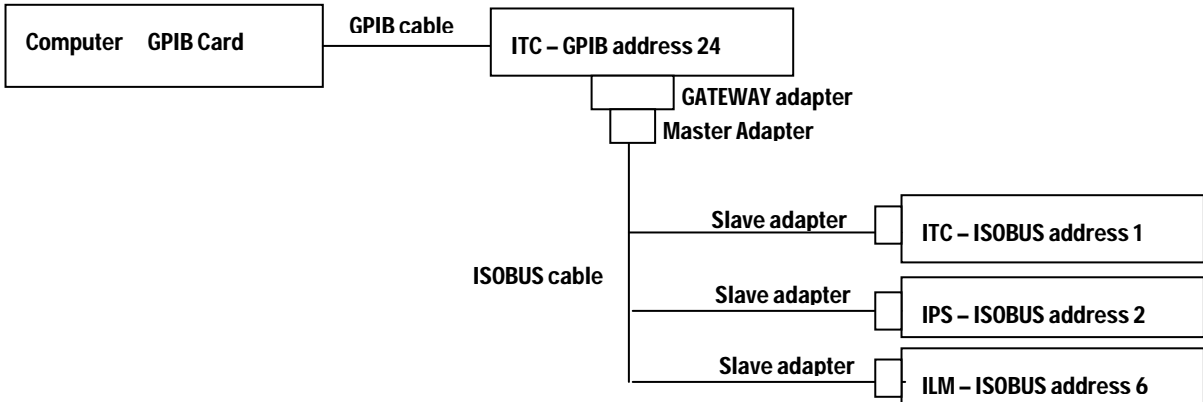 Computer GPIB Card
GPIB cable
ITC – GPIB address 24
GATEWAY adapter
Master Adapter
Slave adapter
ITC – ISOBUS address 1
ISOBUS cable
Slave adapter
IPS – ISOBUS address 2
Slave adapter
ILM – ISOBUS address 6